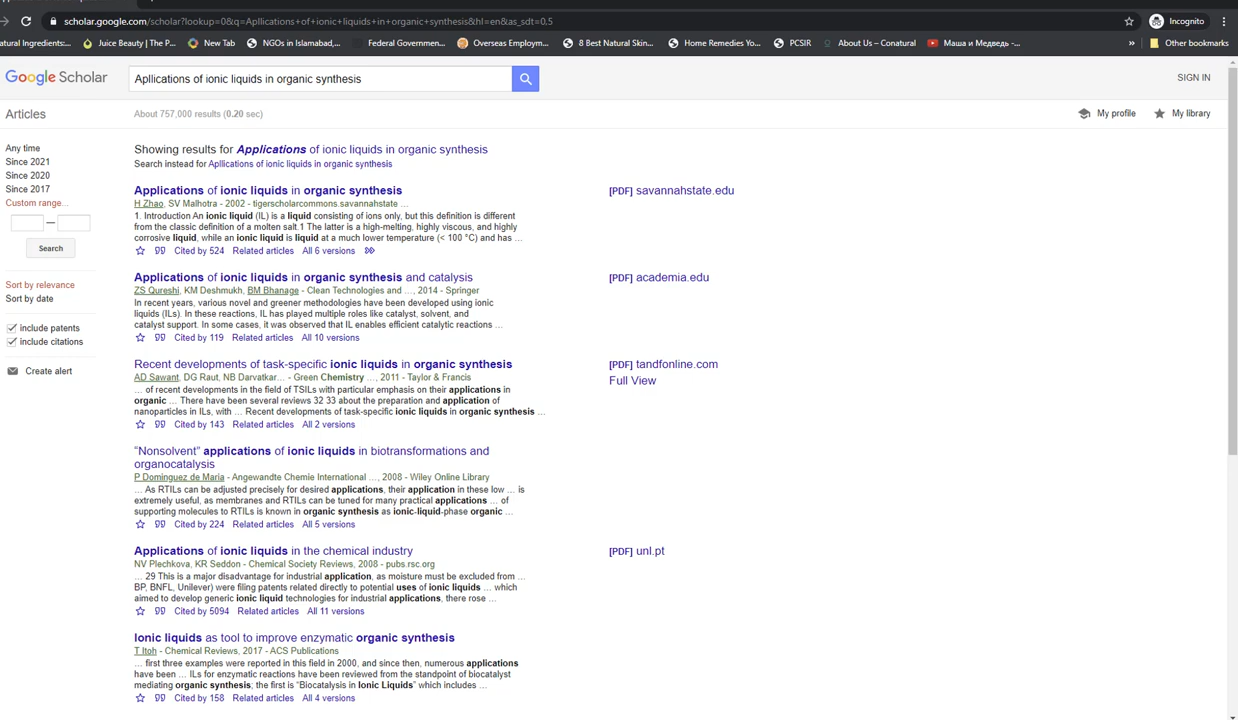 scholar.google.com/scholar?lookup=0&q=Apllications+of+ionic+liquids+in+organic+synthesis&hl=en&as_sdt=0.5
Incognito
atural Ingredients:...
Juice Beauty | The P...
New Tab
NGOs in Islamabad,...
Federal Governmen...
Overseas Employm...
8 Best Natural Skin...
Home Remedies Yo...
PCSIR
About Us – Conatural
Маша и Медведь -...
»
Other bookmarks
Google Scholar
Apllications of ionic liquids in organic synthesis
SIGN IN
Articles
About 757,000 results (0.20 sec)
My profile
My library
Any time
Since 2021
Since 2020
Since 2017
Custom range...
—
Search
Sort by relevance
Sort by date
include patents
include citations
Create alert
Showing results for Applications of ionic liquids in organic synthesis
Search instead for Apllications of ionic liquids in organic synthesis
Applications of ionic liquids in organic synthesis
[PDF] savannahstate.edu
H Zhao, SV Malhotra - 2002 - tigerscholarcommons.savannahstate ...
1. Introduction An ionic liquid (IL) is a liquid consisting of ions only, but this definition is different
from the classic definition of a molten salt.1 The latter is a high-melting, highly viscous, and highly
corrosive liquid, while an ionic liquid is liquid at a much lower temperature (< 100 °C) and has ...
Cited by 524 Related articles All 6 versions
Applications of ionic liquids in organic synthesis and catalysis
[PDF] academia.edu
ZS Qureshi, KM Deshmukh, BM Bhanage - Clean Technologies and ..., 2014 - Springer
In recent years, various novel and greener methodologies have been developed using ionic
liquids (ILs). In these reactions, IL has played multiple roles like catalyst, solvent, and
catalyst support. In some cases, it was observed that IL enables efficient catalytic reactions ...
Cited by 119 Related articles All 10 versions
Recent developments of task-specific ionic liquids in organic synthesis
[PDF] tandfonline.com
Full View
AD Sawant, DG Raut, NB Darvatkar... - Green Chemistry ..., 2011 - Taylor & Francis
... of recent developments in the field of TSILs with particular emphasis on their applications in
organic ... There have been several reviews 32 33 about the preparation and application of
nanoparticles in ILs, with ... Recent developments of task-specific ionic liquids in organic synthesis ...
Cited by 143 Related articles All 2 versions
“Nonsolvent” applications of ionic liquids in biotransformations and
organocatalysis
P Domínguez de María - Angewandte Chemie International ..., 2008 - Wiley Online Library
... As RTILs can be adjusted precisely for desired applications, their application in these low ... is
extremely useful, as membranes and RTILs can be tuned for many practical applications ... of
supporting molecules to RTILs is known in organic synthesis as ionic-liquid-phase organic ...
Cited by 224 Related articles All 5 versions
Applications of ionic liquids in the chemical industry
[PDF] unl.pt
NV Plechkova, KR Seddon - Chemical Society Reviews, 2008 - pubs.rsc.org
... 29 This is a major disadvantage for industrial application, as moisture must be excluded from ...
BP, BNFL, Unilever) were filing patents related directly to potential uses of ionic liquids ... which
aimed to develop generic ionic liquid technologies for industrial applications, there rose ...
Cited by 5094 Related articles All 11 versions
Ionic liquids as tool to improve enzymatic organic synthesis
T Itoh - Chemical Reviews, 2017 - ACS Publications
... first three examples were reported in this field in 2000, and since then, numerous applications
have been ... ILs for enzymatic reactions have been reviewed from the standpoint of biocatalyst
mediating organic synthesis; the first is “Biocatalysis in Ionic Liquids” which includes ...
Cited by 158 Related articles All 4 versions